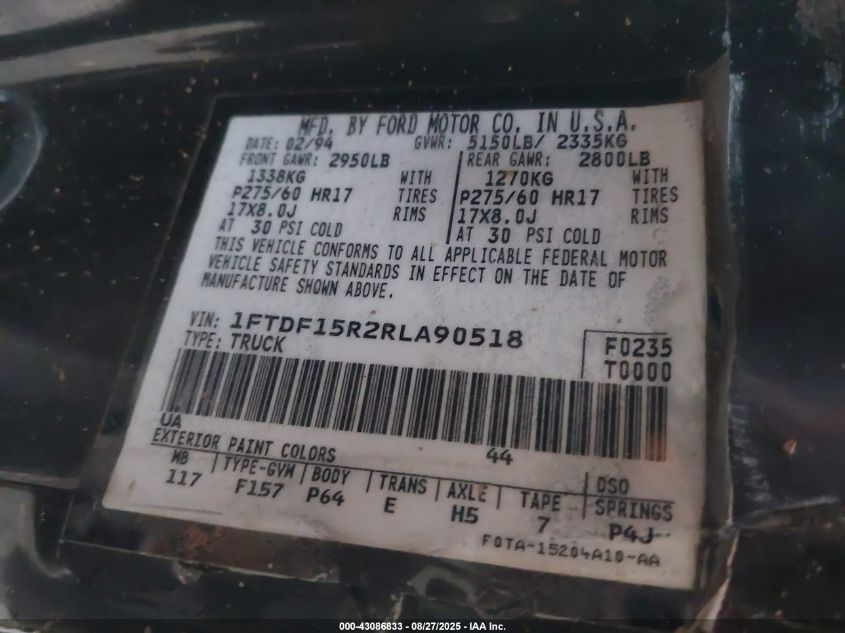 MFD. BY FORD MOTOR CO. IN U.S.A.
DATE: 02/94 GVWR: 5150LB/ 2335KG
FRONT GAWR: 2950LB REAR GAWR: 2800LB
1338KG WITH 1270KG WITH
P275/60 HR17 TIRES P275/60 HR17 TIRES
17X8.0J RIMS 17X8.0J RIMS
AT 30 PSI COLD AT 30 PSI COLD
THIS VEHICLE CONFORMS TO ALL APPLICABLE FEDERAL MOTOR
VEHICLE SAFETY STANDARDS IN EFFECT ON THE DATE OF
MANUFACTURE SHOWN ABOVE.
VIN: 1FTDF15R2RLA90518 F0235
TYPE: TRUCK T0000
UA
EXTERIOR PAINT COLORS 44 DSO
WB TYPE-GVW BODY TRANS AXLE TAPE SPRINGS
117 F157 P64 E H5 7 P4J
F0TA-15204A10-AA
000-43086833 - 08/27/2025 - IAA Inc.